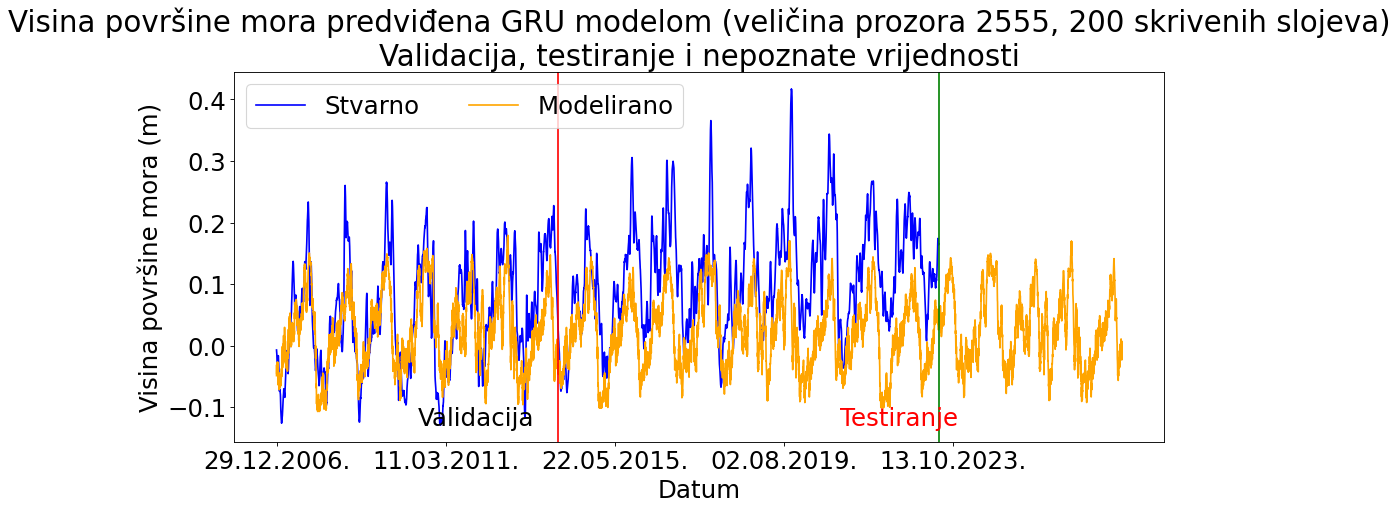 Visina površine mora predviđena GRU modelom (veličina prozora 2555, 200 skrivenih slojeva)
Validacija, testiranje i nepoznate vrijednosti
Stvarno Modelirano
Visina površine mora (m)
0.4
0.3
0.2
0.1
0.0
−0.1
Validacija Testiranje
29.12.2006. 11.03.2011. 22.05.2015. 02.08.2019. 13.10.2023.
Datum